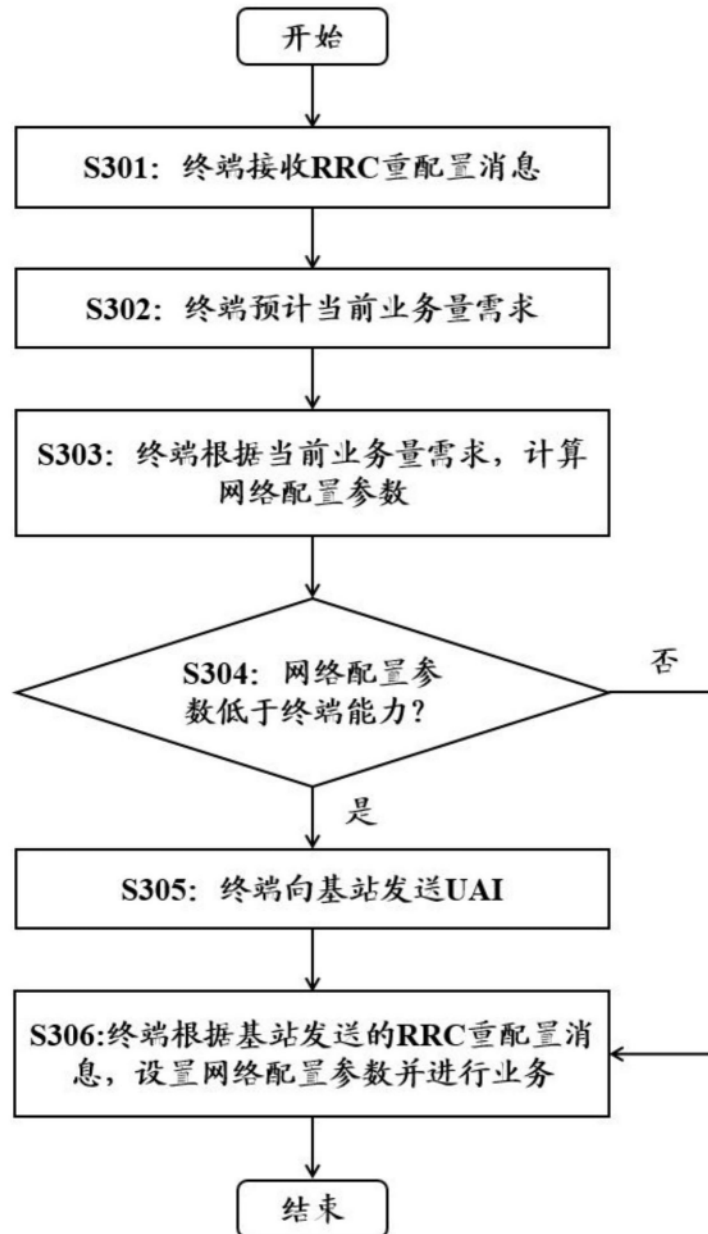 开始
S301：终端接收RRC重配置消息
S302：终端预计当前业务量需求
S303：终端根据当前业务量需求，计算
网络配置参数
S304：网络配置参
数低于终端能力？
否
是
S305：终端向基站发送UAI
S306:终端根据基站发送的RRC重配置消
息，设置网络配置参数并进行业务
结束